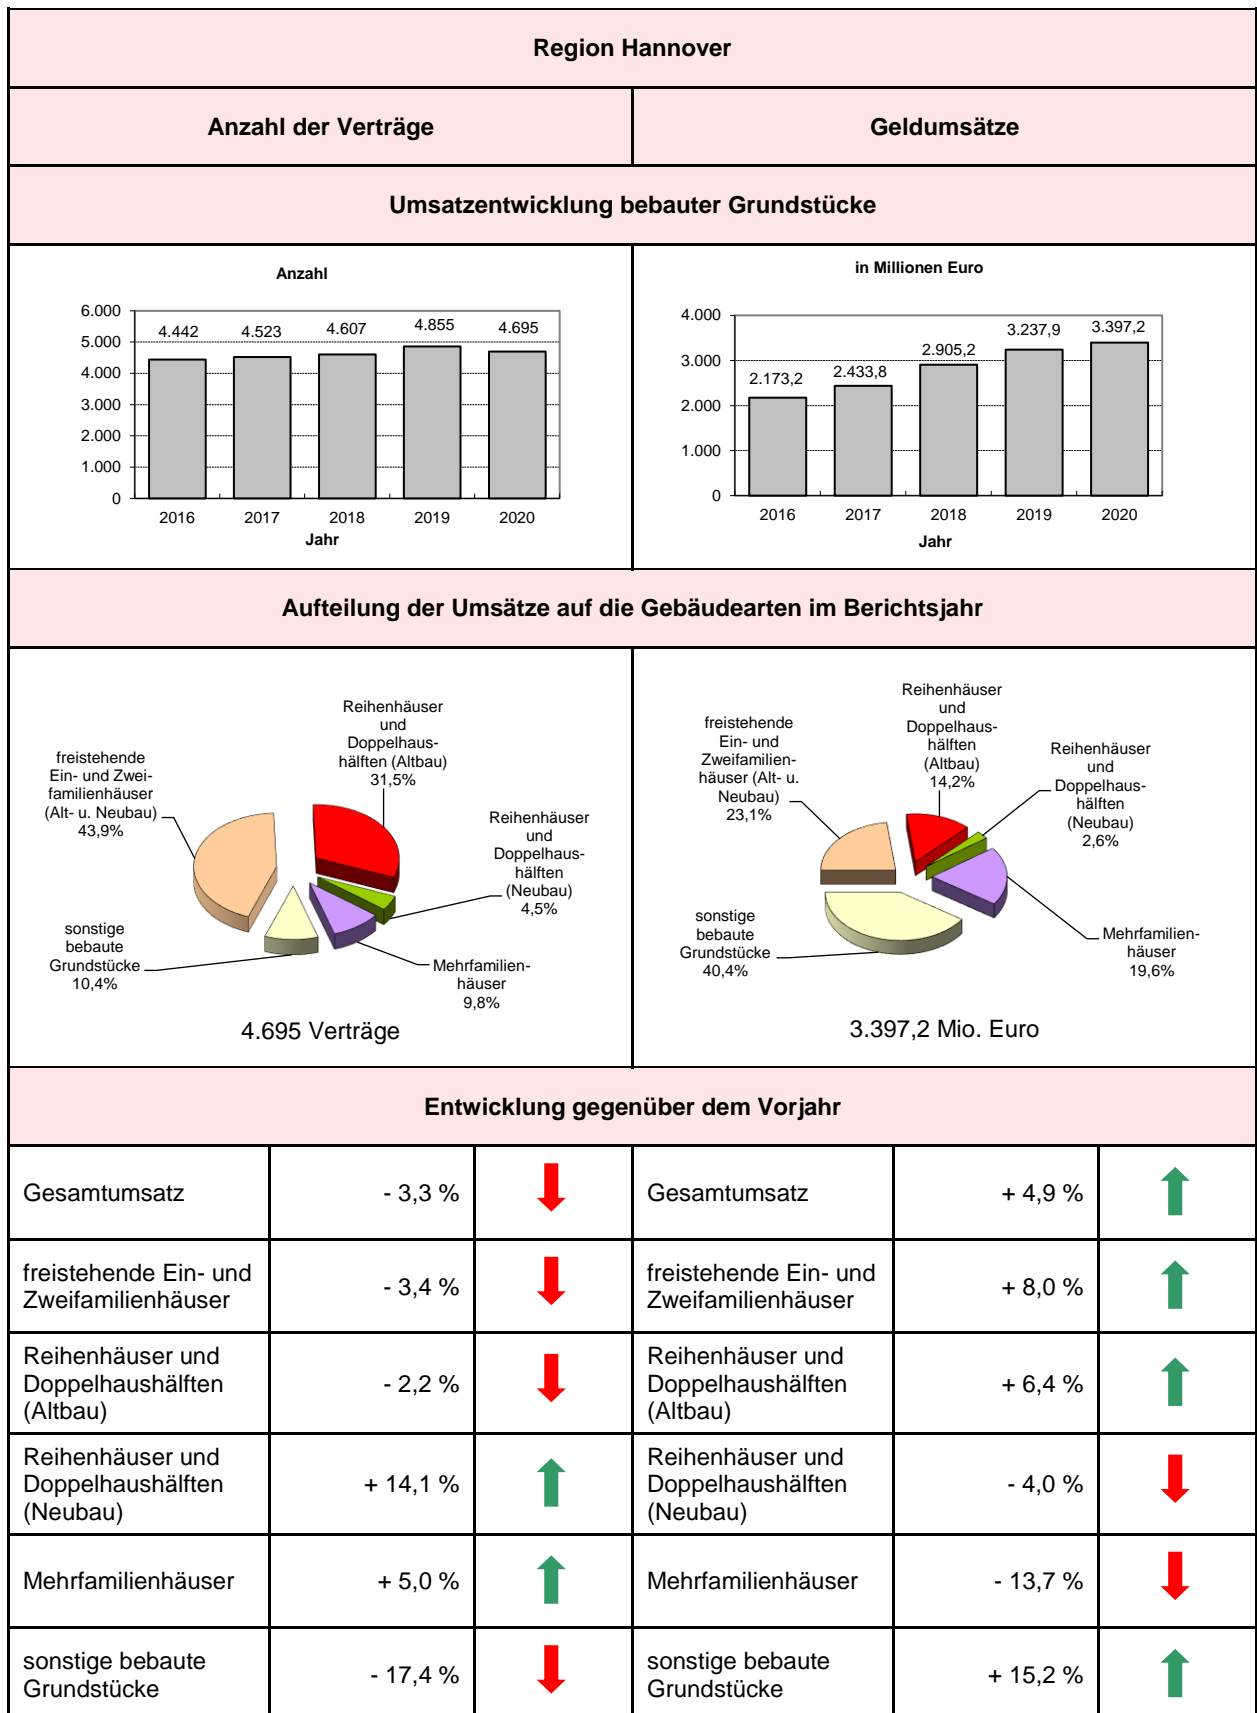 Region Hannover
Anzahl der Verträge
Geldumsätze
Umsatzentwicklung bebauter Grundstücke
Anzahl
6.000
5.000
4.000
3.000
2.000
1.000
0
4.442
4.523
4.607
4.855
4.695
2016
2017
2018
2019
2020
Jahr
in Millionen Euro
4.000
3.000
2.000
1.000
0
2.173,2
2.433,8
2.905,2
3.237,9
3.397,2
2016
2017
2018
2019
2020
Jahr
Aufteilung der Umsätze auf die Gebäudearten im Berichtsjahr
freistehende
Ein- und Zwei-
familienhäuser
(Alt- u. Neubau)
43,9%
Reihenhäuser
und
Doppelhaus-
hälften (Altbau)
31,5%
Reihenhäuser
und
Doppelhaus-
hälften
(Neubau)
4,5%
Mehrfamilien-
häuser
9,8%
sonstige
bebaute
Grundstücke
10,4%
4.695 Verträge
freistehende
Ein- und
Zweifamilien-
häuser (Alt- u.
Neubau)
23,1%
Reihenhäuser
und
Doppelhaus-
hälften
(Altbau)
14,2%
Reihenhäuser
und
Doppelhaus-
hälften
(Neubau)
2,6%
Mehrfamilien-
häuser
19,6%
sonstige
bebaute
Grundstücke
40,4%
3.397,2 Mio. Euro
Entwicklung gegenüber dem Vorjahr
Gesamtumsatz
- 3,3 %
Gesamtumsatz
+ 4,9 %
freistehende Ein- und
Zweifamilienhäuser
- 3,4 %
freistehende Ein- und
Zweifamilienhäuser
+ 8,0 %
Reihenhäuser und
Doppelhaushälften
(Altbau)
- 2,2 %
Reihenhäuser und
Doppelhaushälften
(Altbau)
+ 6,4 %
Reihenhäuser und
Doppelhaushälften
(Neubau)
+ 14,1 %
Reihenhäuser und
Doppelhaushälften
(Neubau)
- 4,0 %
Mehrfamilienhäuser
+ 5,0 %
Mehrfamilienhäuser
- 13,7 %
sonstige bebaute
Grundstücke
- 17,4 %
sonstige bebaute
Grundstücke
+ 15,2 %